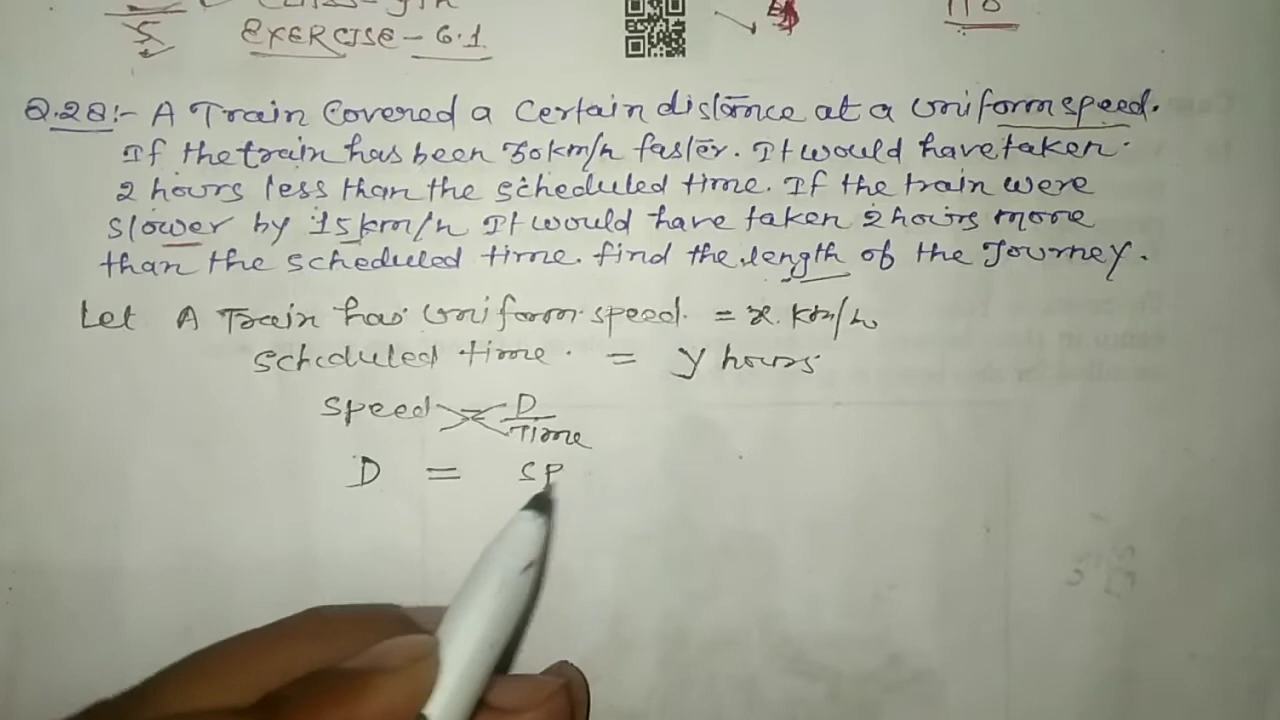 EXERCISE - 6.1
110
Q.28:- A Train Covered a Certain distance at a Uniform speed.
If the train has been 30km/h faster. It would have taken.
2 hours less than the scheduled time. If the train were
slower by 15km/h It would have taken 2 hours more
than the scheduled time. find the length of the Journey.
Let A Train has Uniform speed. = x. km/h
scheduled time. = y hours
speed = D
Time
D = SP